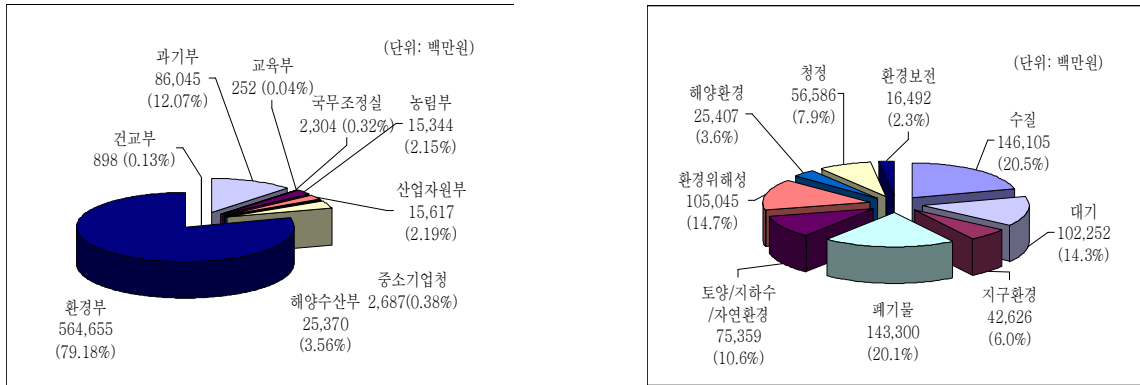 (단위: 백만원)
과기부
86,045
(12.07%)
교육부
252 (0.04%)
국무조정실
2,304 (0.32%)
농림부
15,344
(2.15%)
건교부
898 (0.13%)
산업자원부
15,617
(2.19%)
중소기업청
2,687(0.38%)
해양수산부
25,370
(3.56%)
환경부
564,655
(79.18%)
(단위: 백만원)
청정
56,586
(7.9%)
환경보전
16,492
(2.3%)
해양환경
25,407
(3.6%)
수질
146,105
(20.5%)
환경위해성
105,045
(14.7%)
대기
102,252
(14.3%)
토양/지하수
/자연환경
75,359
(10.6%)
폐기물
143,300
(20.1%)
지구환경
42,626
(6.0%)